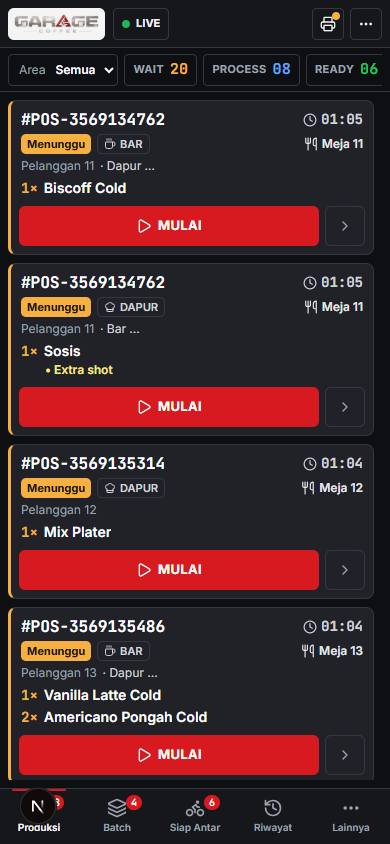 GARAGE
COFFEE
LIVE
Area Semua
WAIT 20
PROCESS 08
READY 06
#POS-3569134762
01:05
Menunggu
BAR
Meja 11
Pelanggan 11 · Dapur ...
1× Biscoff Cold
MULAI
#POS-3569134762
01:05
Menunggu
DAPUR
Meja 11
Pelanggan 11 · Bar ...
1× Sosis
• Extra shot
MULAI
#POS-3569135314
01:04
Menunggu
DAPUR
Meja 12
Pelanggan 12
1× Mix Plater
MULAI
#POS-3569135486
01:04
Menunggu
BAR
Meja 13
Pelanggan 13 · Dapur ...
1× Vanilla Latte Cold
2× Americano Pongah Cold
MULAI
N
Produksi
4
Batch
6
Siap Antar
Riwayat
Lainnya